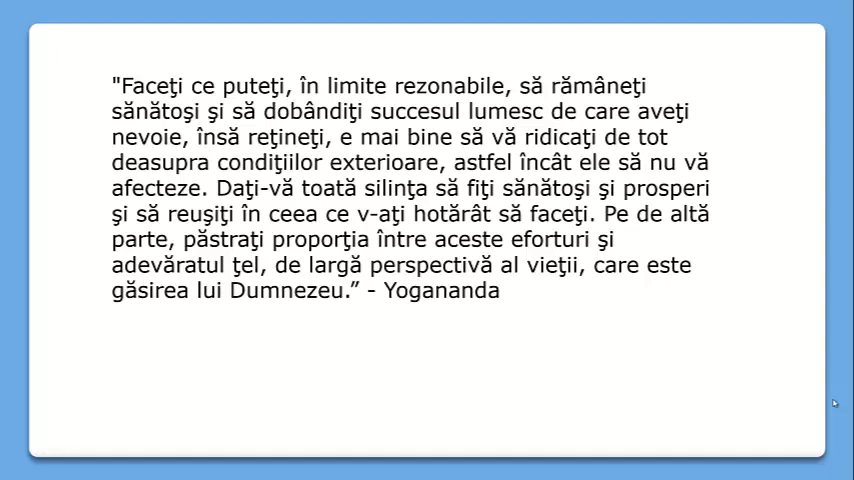 "Faceţi ce puteţi, în limite rezonabile, să rămâneţi
sănătoşi şi să dobândiţi succesul lumesc de care aveţi
nevoie, însă reţineţi, e mai bine să vă ridicaţi de tot
deasupra condiţiilor exterioare, astfel încât ele să nu vă
afecteze. Daţi-vă toată silinţa să fiţi sănătoşi şi prosperi
şi să reuşiţi în ceea ce v-aţi hotărât să faceţi. Pe de altă
parte, păstraţi proporţia între aceste eforturi şi
adevăratul ţel, de largă perspectivă al vieţii, care este
găsirea lui Dumnezeu.” - Yogananda